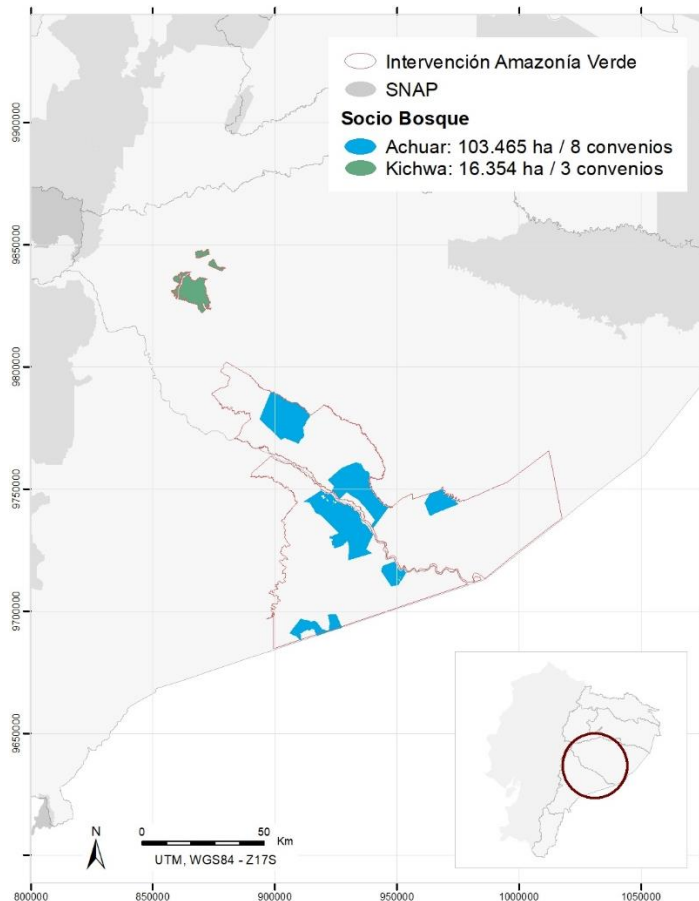 Intervención Amazonía Verde
SNAP
Socio Bosque
Achuar: 103.465 ha / 8 convenios
Kichwa: 16.354 ha / 3 convenios
9900000
9850000
9800000
9750000
9700000
9650000
N
0 50
Km
UTM, WGS84 - Z17S
800000 850000 900000 950000 1000000 1050000